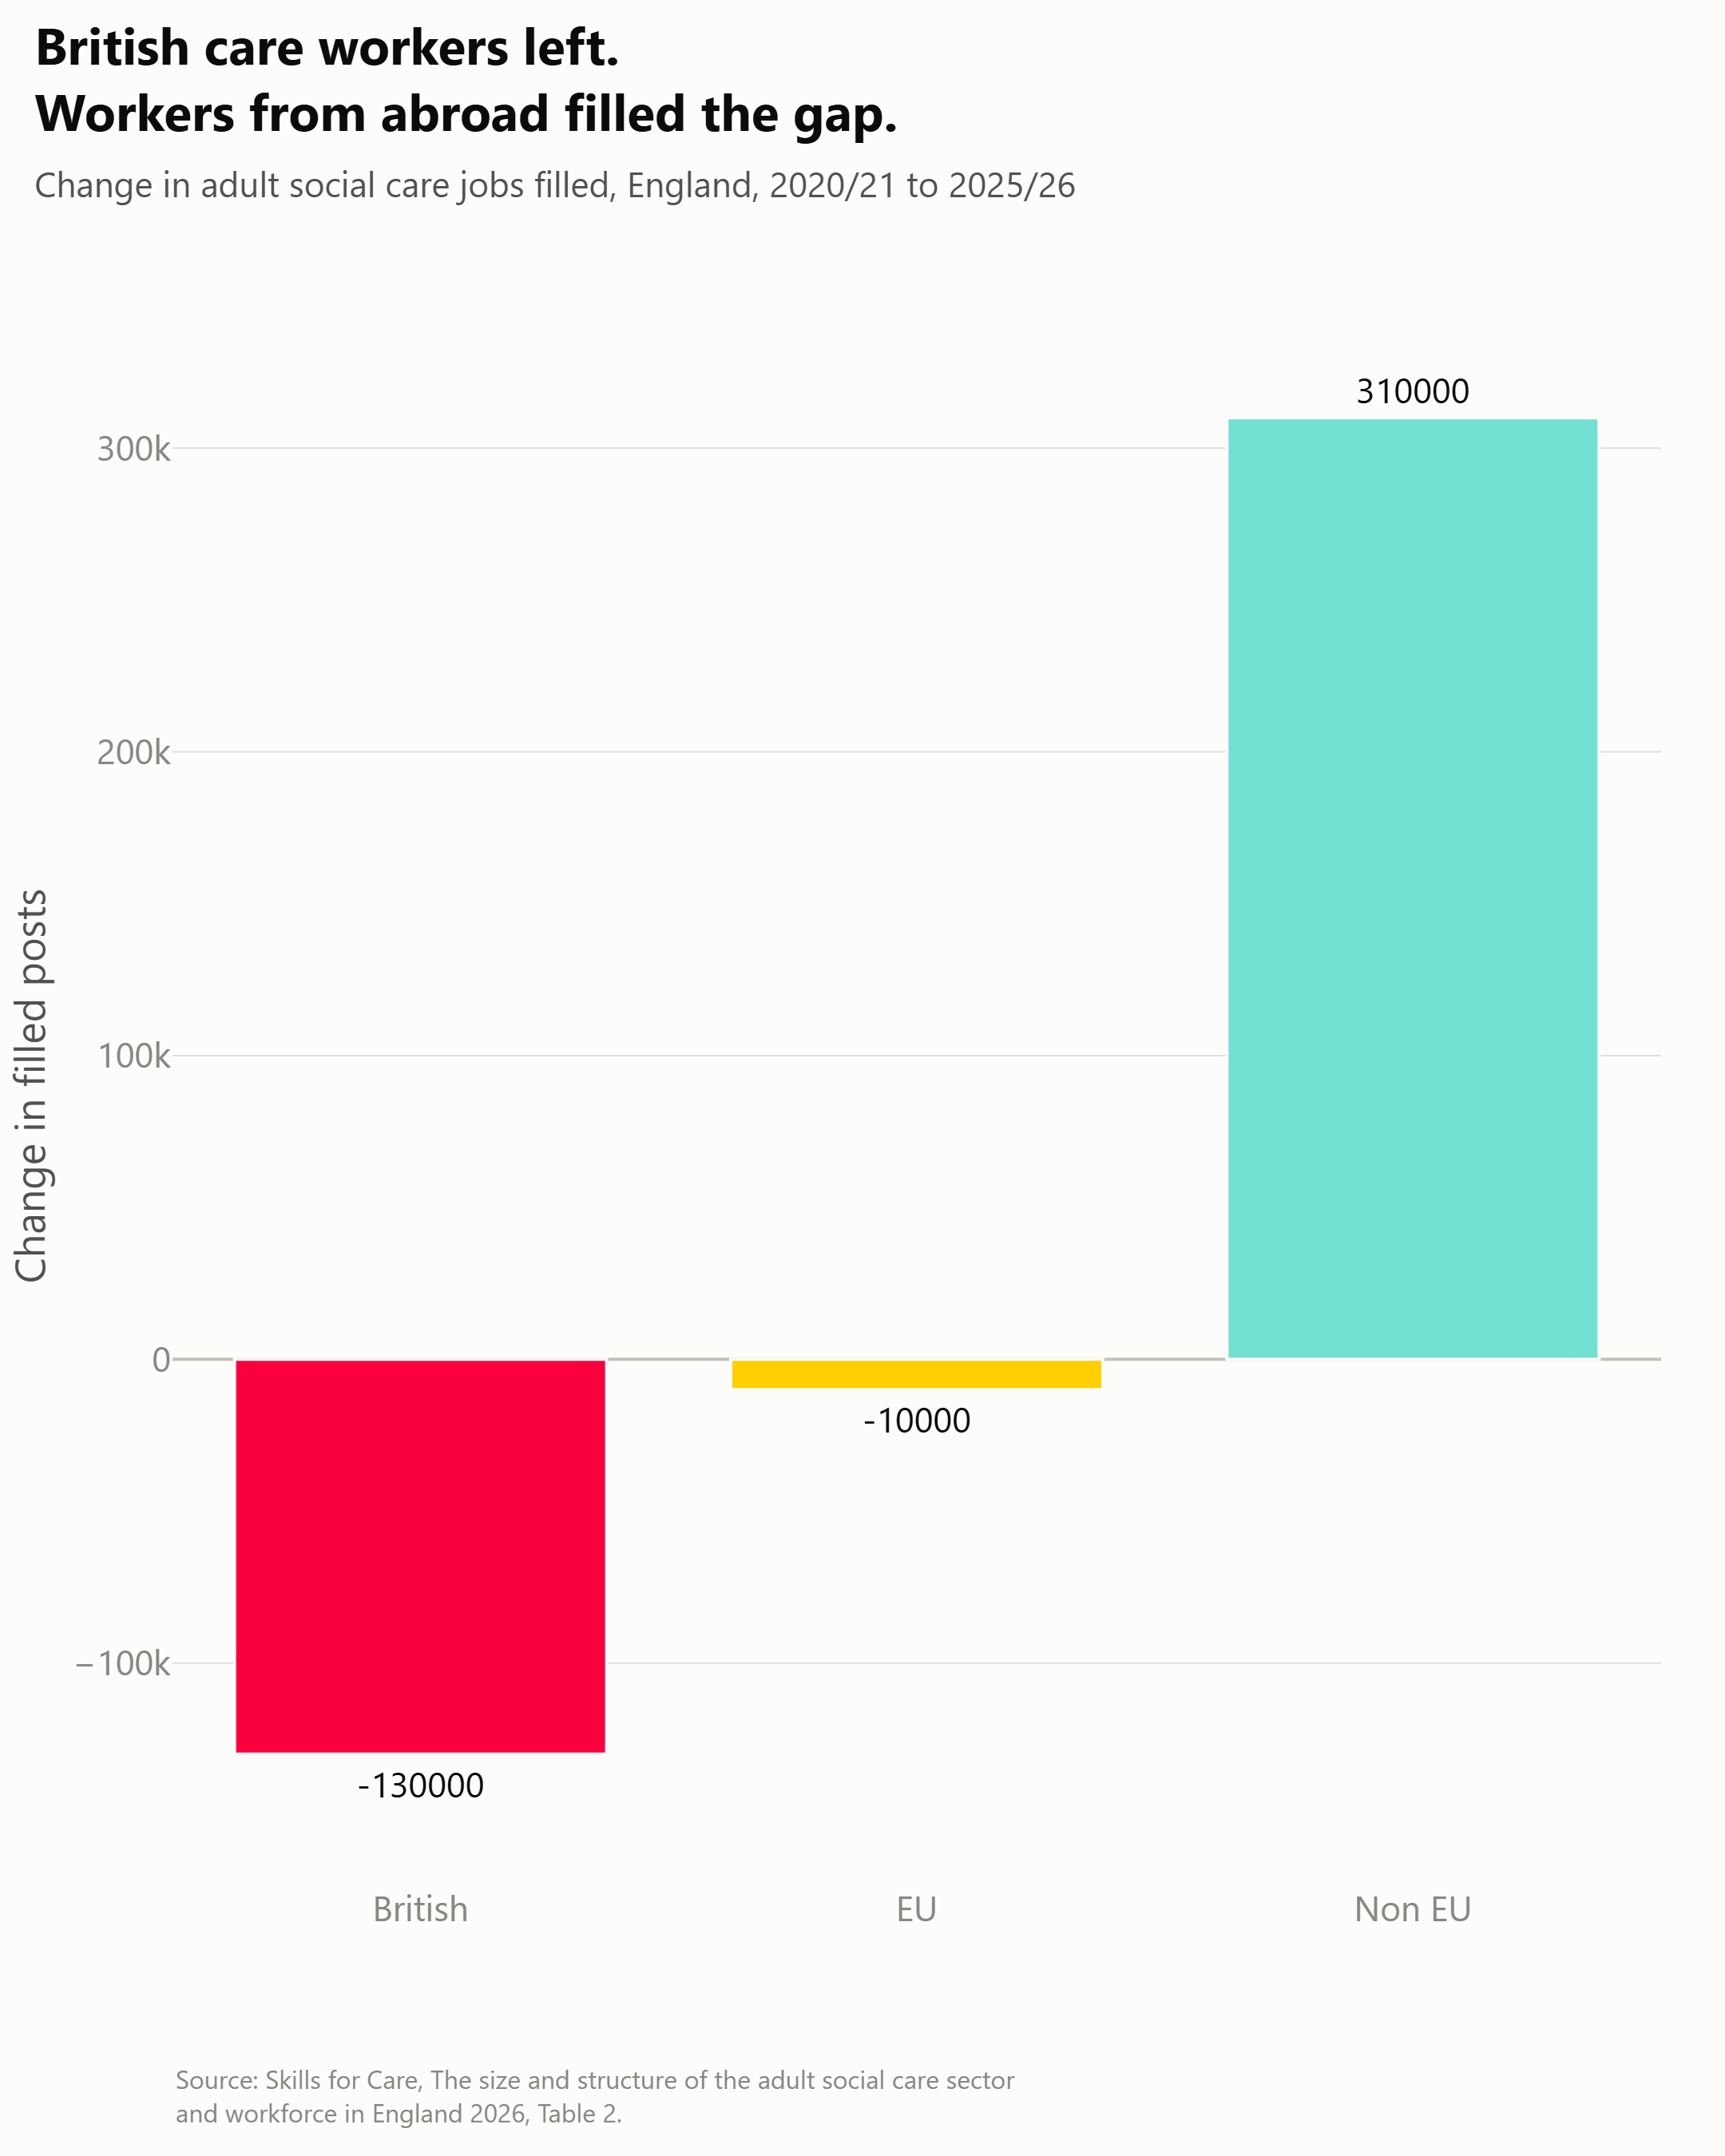 British care workers left.
Workers from abroad filled the gap.
Change in adult social care jobs filled, England, 2020/21 to 2025/26
310000
300k
200k
100k
Change in filled posts
0
-10000
−100k
-130000
British
EU
Non EU
Source: Skills for Care, The size and structure of the adult social care sector
and workforce in England 2026, Table 2.